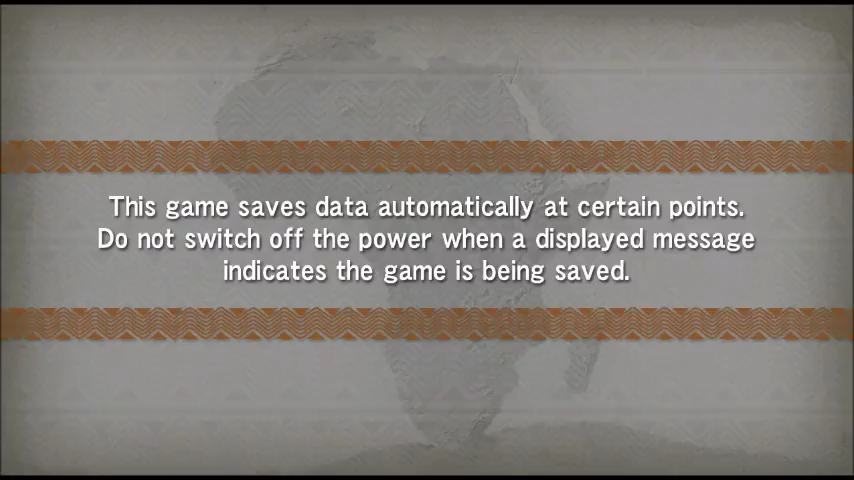 This game saves data automatically at certain points.
Do not switch off the power when a displayed message
indicates the game is being saved.